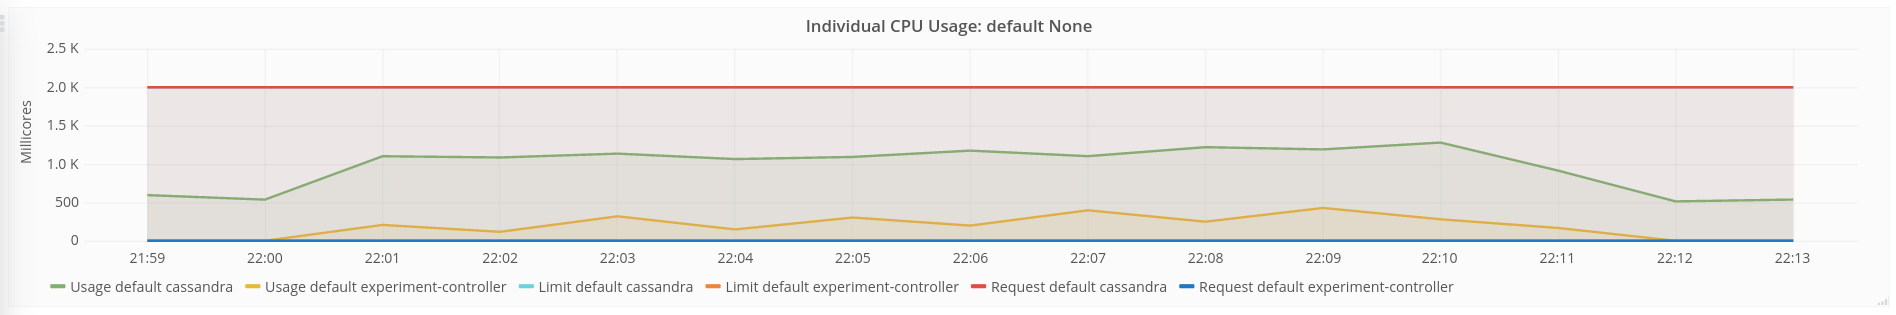 Individual CPU Usage: default None
2.5 K
2.0 K
1.5 K
1.0 K
500
0
Millicores
21:59 22:00 22:01 22:02 22:03 22:04 22:05 22:06 22:07 22:08 22:09 22:10 22:11 22:12 22:13
Usage default cassandra Usage default experiment-controller Limit default cassandra Limit default experiment-controller Request default cassandra Request default experiment-controller